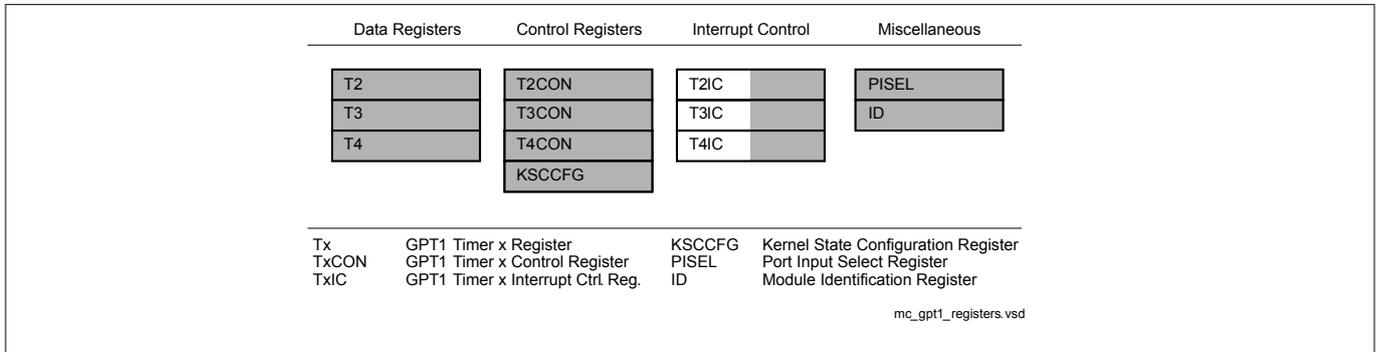 Data Registers Control Registers Interrupt Control Miscellaneous
T2 T2CON T2IC PISEL
T3 T3CON T3IC ID
T4 T4CON T4IC
KSCCFG
Tx GPT1 Timer x Register KSCCFG Kernel State Configuration Register
TxCON GPT1 Timer x Control Register PISEL Port Input Select Register
TxIC GPT1 Timer x Interrupt Ctrl. Reg. ID Module Identification Register
mc_gpt1_registers.vsd